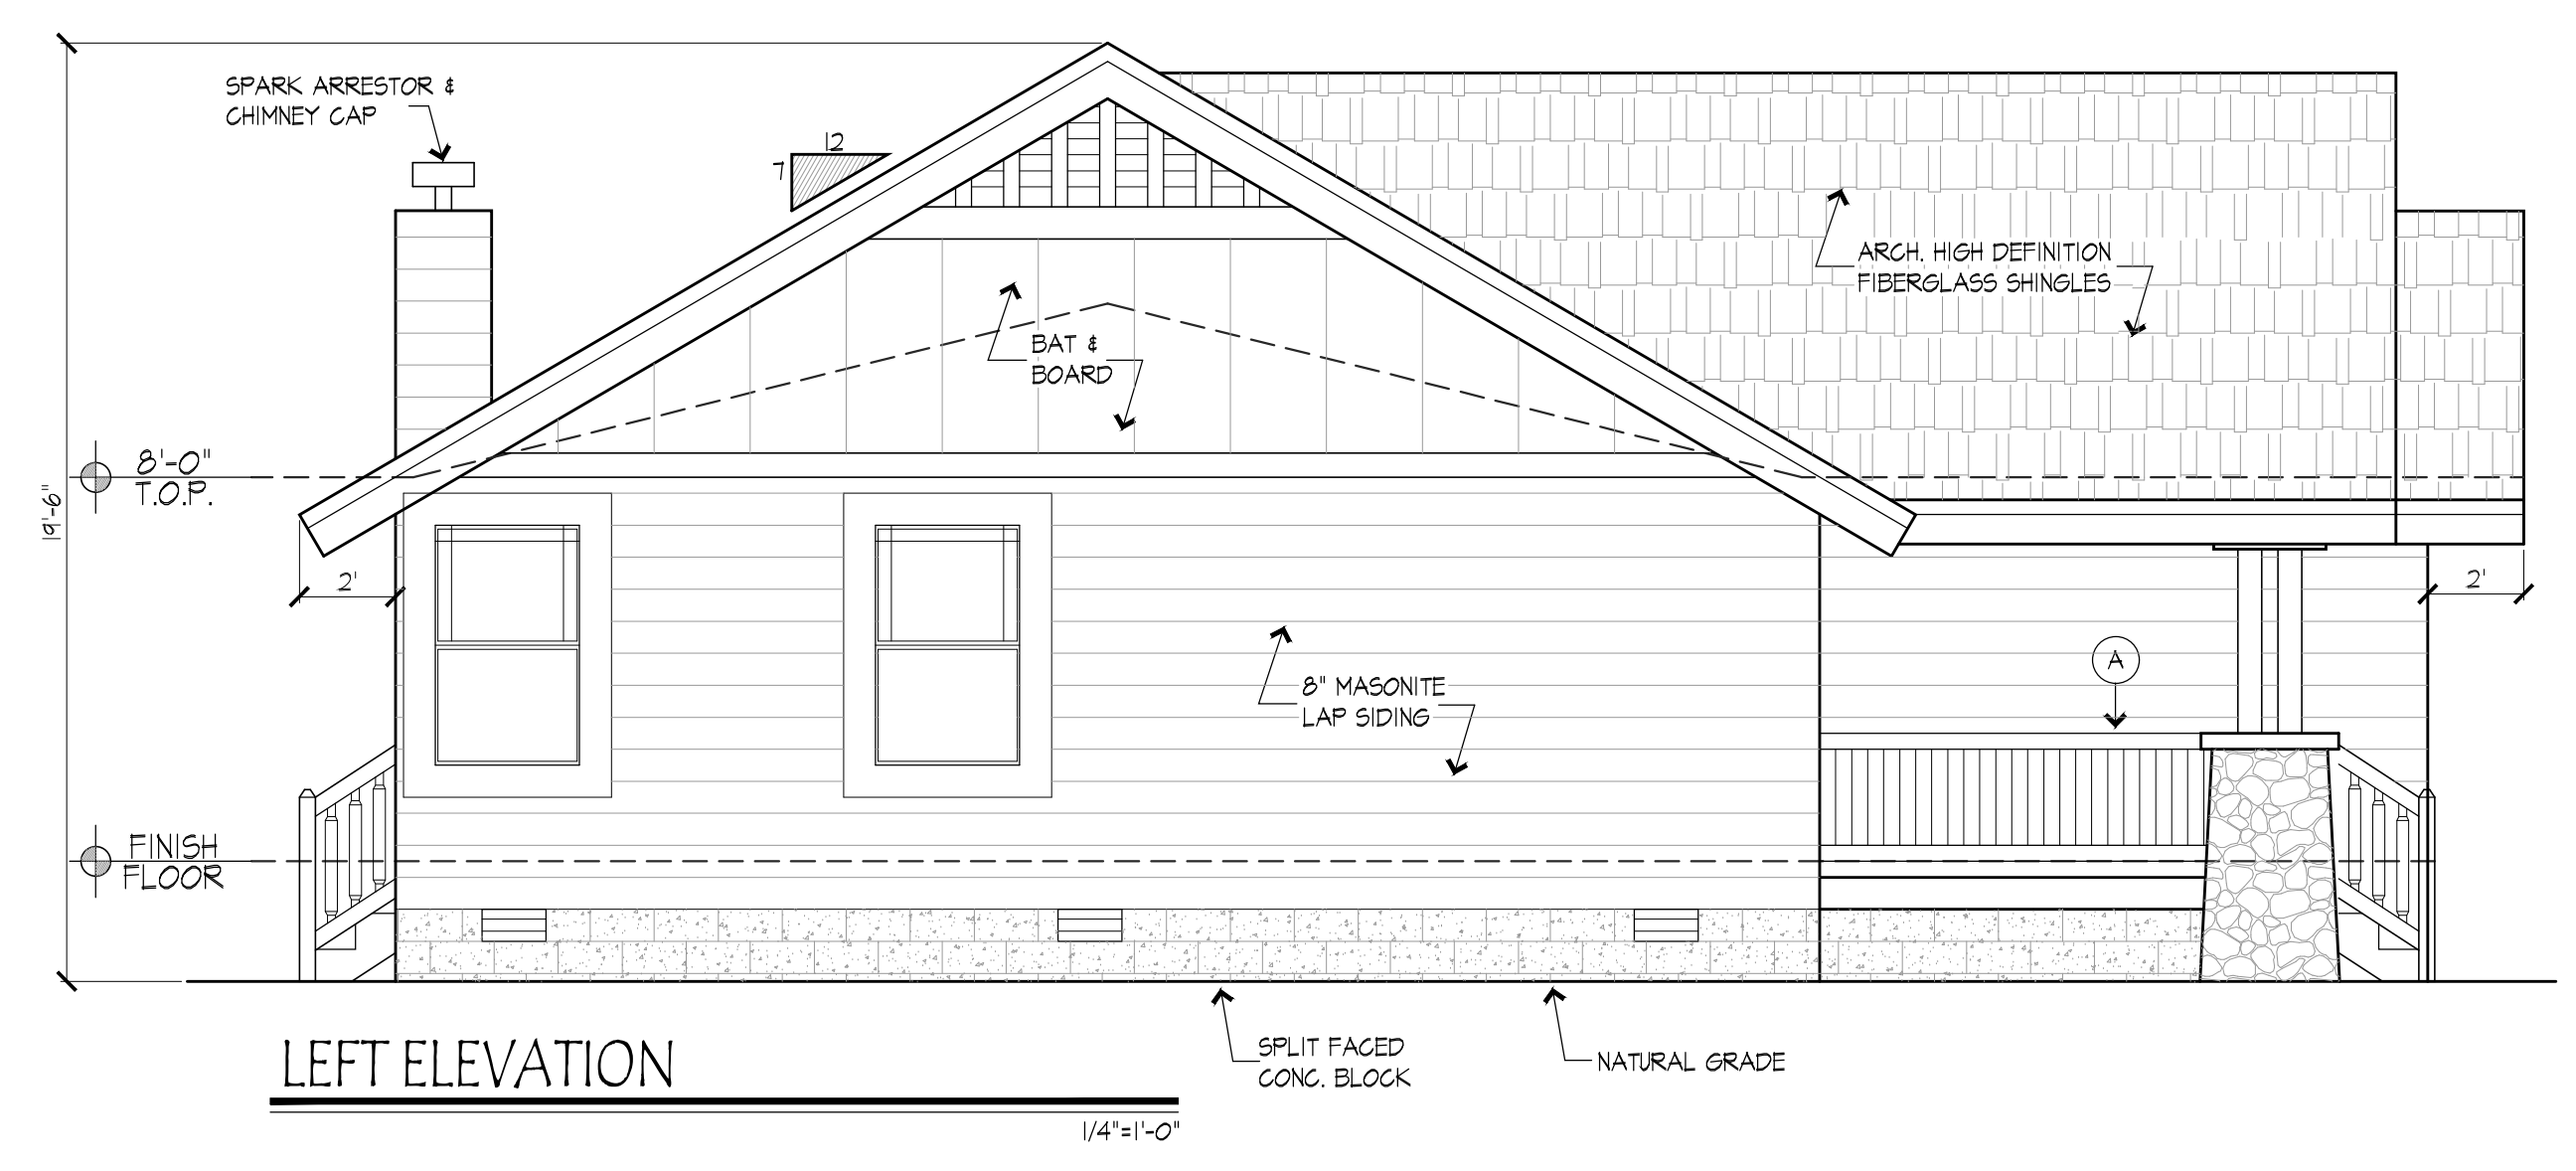 SPARK ARRESTOR &
CHIMNEY CAP
12
7
ARCH. HIGH DEFINITION
FIBERGLASS SHINGLES
BAT &
BOARD
8'-0"
T.O.P.
19'-6"
2'
2'
A
8" MASONITE
LAP SIDING
FINISH
FLOOR
SPLIT FACED
CONC. BLOCK
NATURAL GRADE
LEFT ELEVATION
1/4"=1'-0"